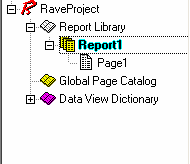 RaveProject
Report Library
Report1
Page1
Global Page Catalog
Data View Dictionary